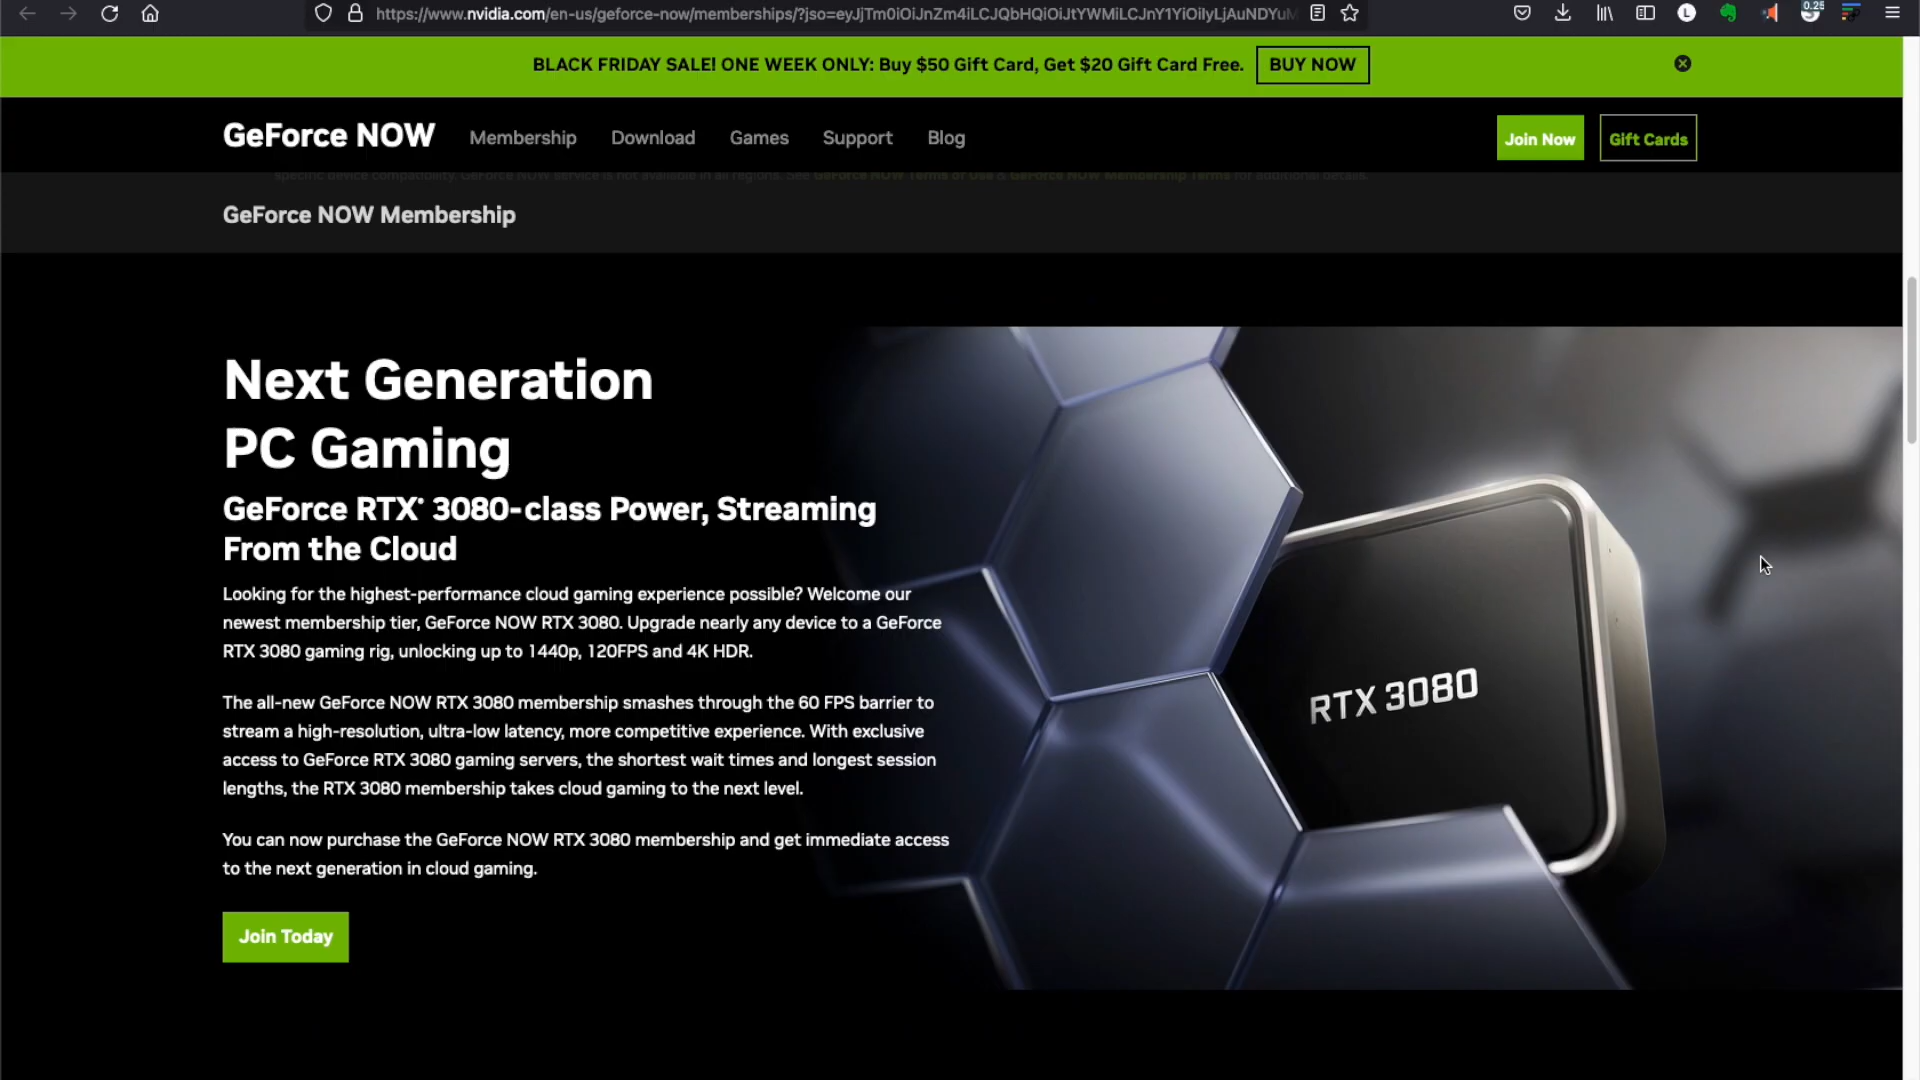 https://www.nvidia.com/en-us/geforce-now/memberships/?jso=
0.25
BLACK FRIDAY SALE! ONE WEEK ONLY: Buy $50 Gift Card, Get $20 Gift Card Free. BUY NOW
GeForce NOW Membership Download Games Support Blog Join Now Gift Cards
specific device compatibility. GeForce NOW service is not available in all regions. See GeForce NOW Terms of Use & GeForce NOW Membership Terms for additional details.
GeForce NOW Membership
Next Generation
PC Gaming
GeForce RTX 3080-class Power, Streaming
From the Cloud
Looking for the highest-performance cloud gaming experience possible? Welcome our
newest membership tier, GeForce NOW RTX 3080. Upgrade nearly any device to a GeForce
RTX 3080 gaming rig, unlocking up to 1440p, 120FPS and 4K HDR.
The all-new GeForce NOW RTX 3080 membership smashes through the 60 FPS barrier to
stream a high-resolution, ultra-low latency, more competitive experience. With exclusive
access to GeForce RTX 3080 gaming servers, the shortest wait times and longest session
lengths, the RTX 3080 membership takes cloud gaming to the next level.
You can now purchase the GeForce NOW RTX 3080 membership and get immediate access
to the next generation in cloud gaming.
Join Today
RTX 3080